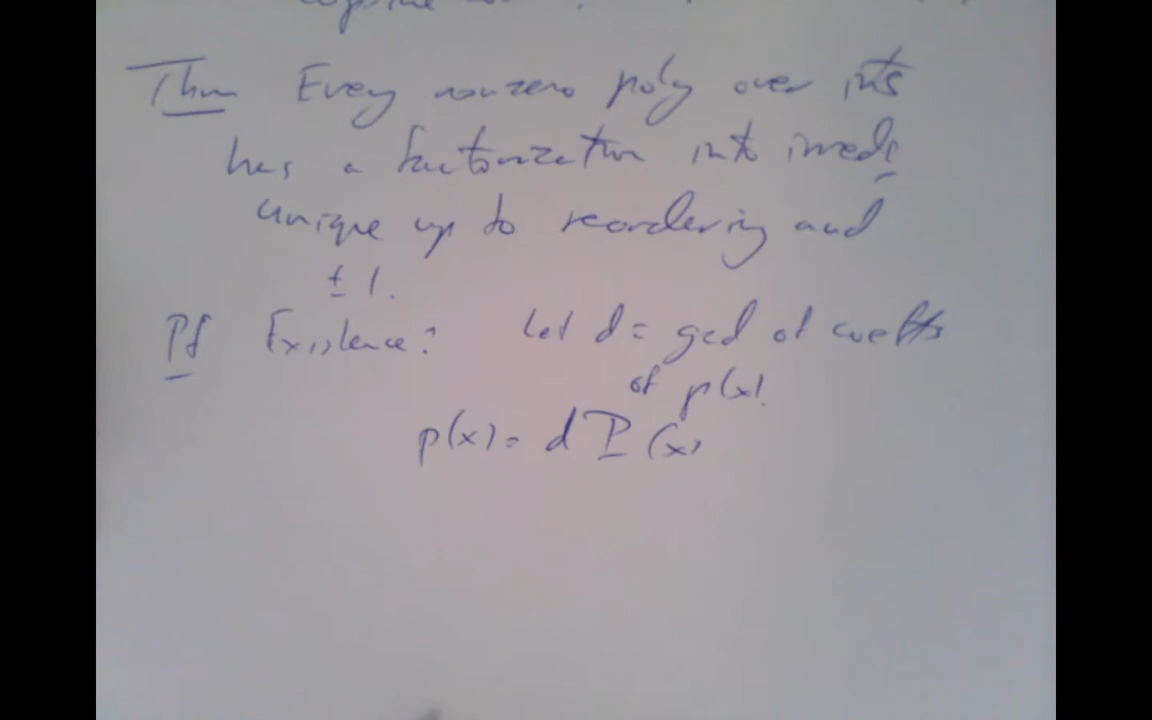 Thm Every nonzero poly over ints
has a factorization into irreds
unique up to reordering and
± 1.
Pf Existence: Let d = gcd of coeffs
of p(x).
p(x) = d P(x)